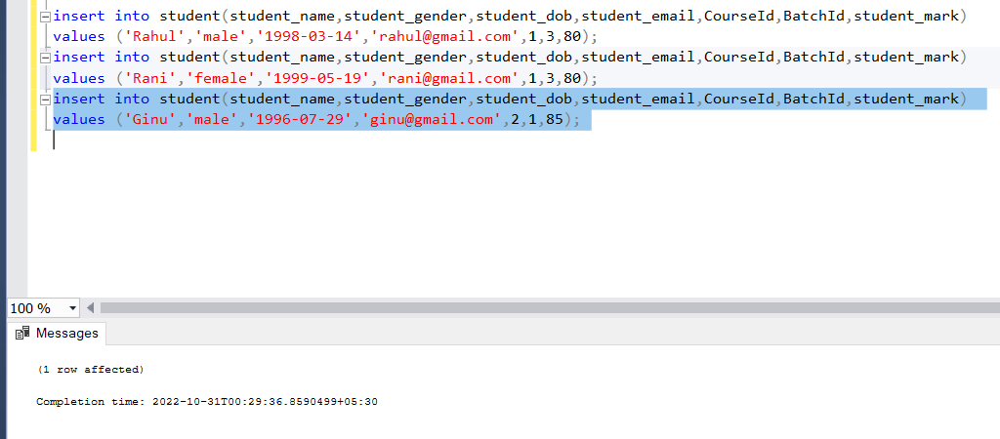 insert into student(student_name,student_gender,student_dob,student_email,CourseId,BatchId,student_mark)
values ('Rahul','male','1998-03-14','rahul@gmail.com',1,3,80);
insert into student(student_name,student_gender,student_dob,student_email,CourseId,BatchId,student_mark)
values ('Rani','female','1999-05-19','rani@gmail.com',1,3,80);
insert into student(student_name,student_gender,student_dob,student_email,CourseId,BatchId,student_mark)
values ('Ginu','male','1996-07-29','ginu@gmail.com',2,1,85);
100 %
Messages
(1 row affected)
Completion time: 2022-10-31T00:29:36.8590499+05:30